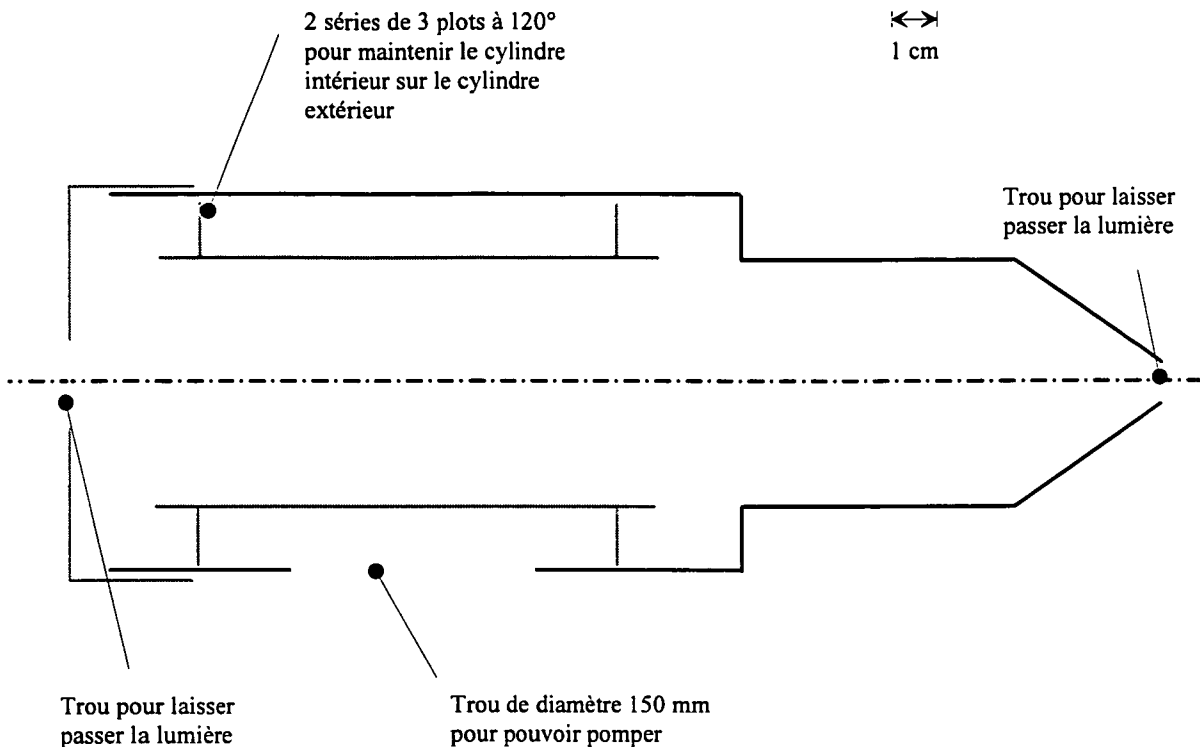 2 séries de 3 plots à 120°
pour maintenir le cylindre
intérieur sur le cylindre
extérieur
1 cm
Trou pour laisser
passer la lumière
Trou pour laisser
passer la lumière
Trou de diamètre 150 mm
pour pouvoir pomper